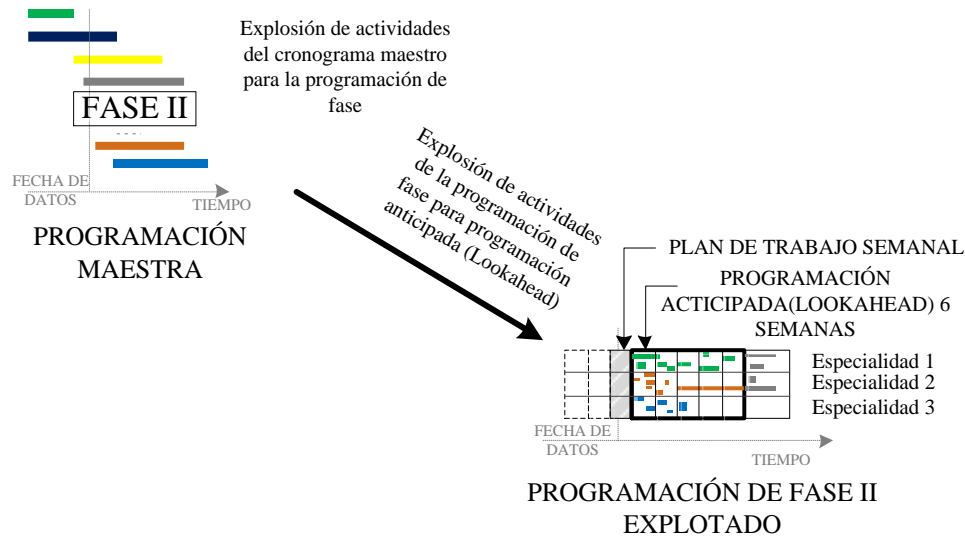 Explosión de actividades
del cronograma maestro
para la programación de
fase
FASE II
FECHA DE
DATOS
TIEMPO
PROGRAMACIÓN
MAESTRA
Explosión de actividades
de la programación de
fase para programación
anticipada (Lookahead)
PLAN DE TRABAJO SEMANAL
PROGRAMACIÓN
ACTICIPADA(LOOKAHEAD) 6
SEMANAS
Especialidad 1
Especialidad 2
Especialidad 3
FECHA DE
DATOS
TIEMPO
PROGRAMACIÓN DE FASE II
EXPLOTADO